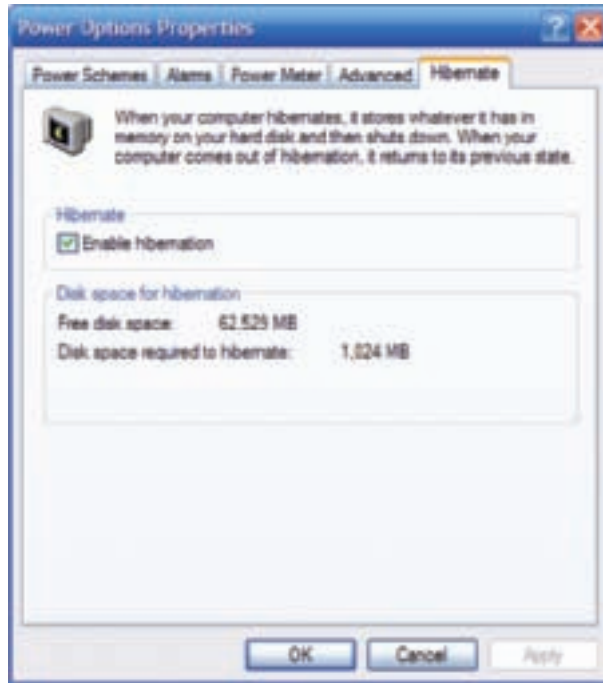 Power Options Properties
Power Schemes Alarms Power Meter Advanced Hibernate
When your computer hibernates, it stores whatever it has in
memory on your hard disk and then shuts down. When your
computer comes out of hibernation, it returns to its previous state.
Hibernate
Enable hibernation
Disk space for hibernation
Free disk space: 62,529 MB
Disk space required to hibernate: 1,024 MB
OK Cancel Apply